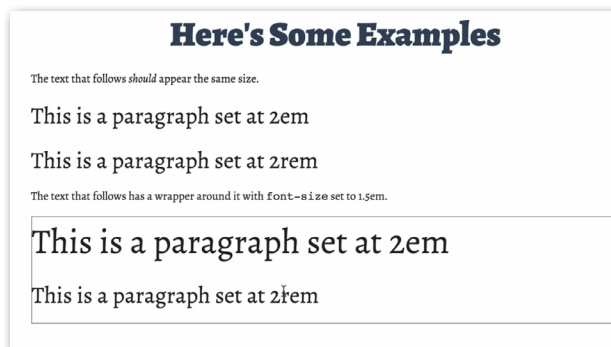 Here's Some Examples
The text that follows should appear the same size.
This is a paragraph set at 2em
This is a paragraph set at 2rem
The text that follows has a wrapper around it with font-size set to 1.5em.
This is a paragraph set at 2em
This is a paragraph set at 2rem